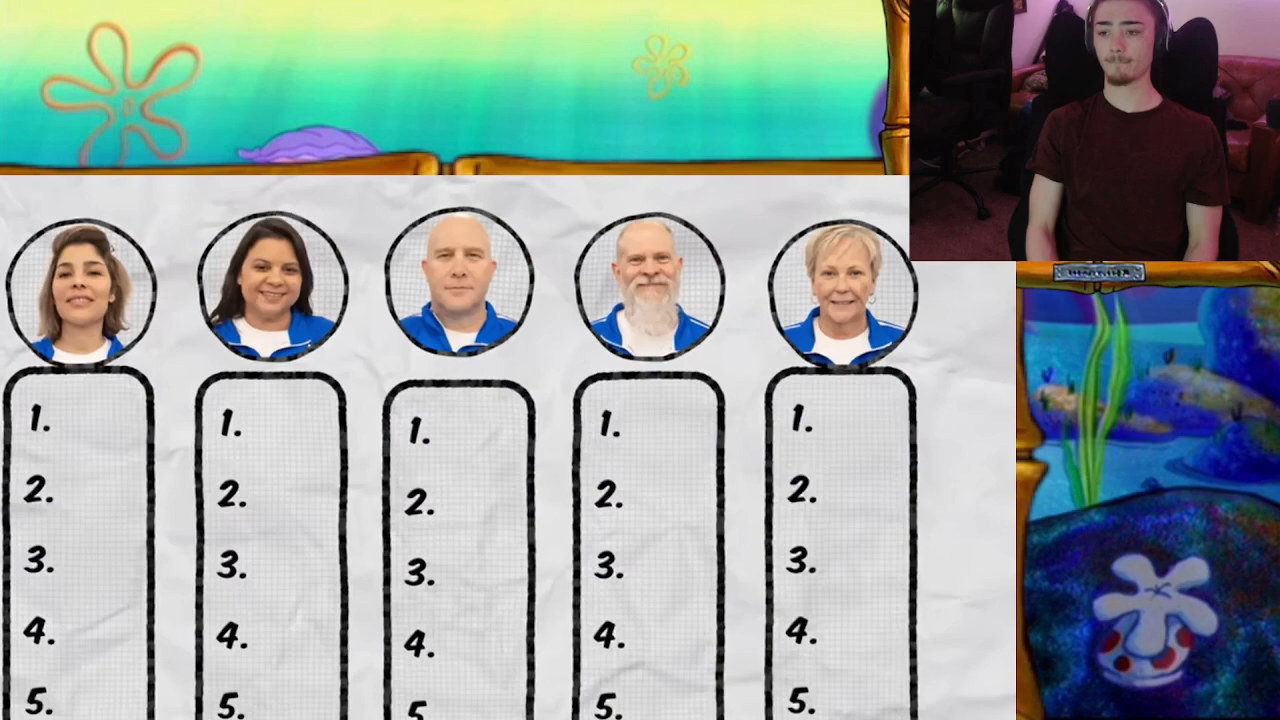 1. 1. 1. 1. 1.
2. 2. 2. 2. 2.
3. 3. 3. 3. 3.
4. 4. 4. 4. 4.
5. 5. 5 5. 5.